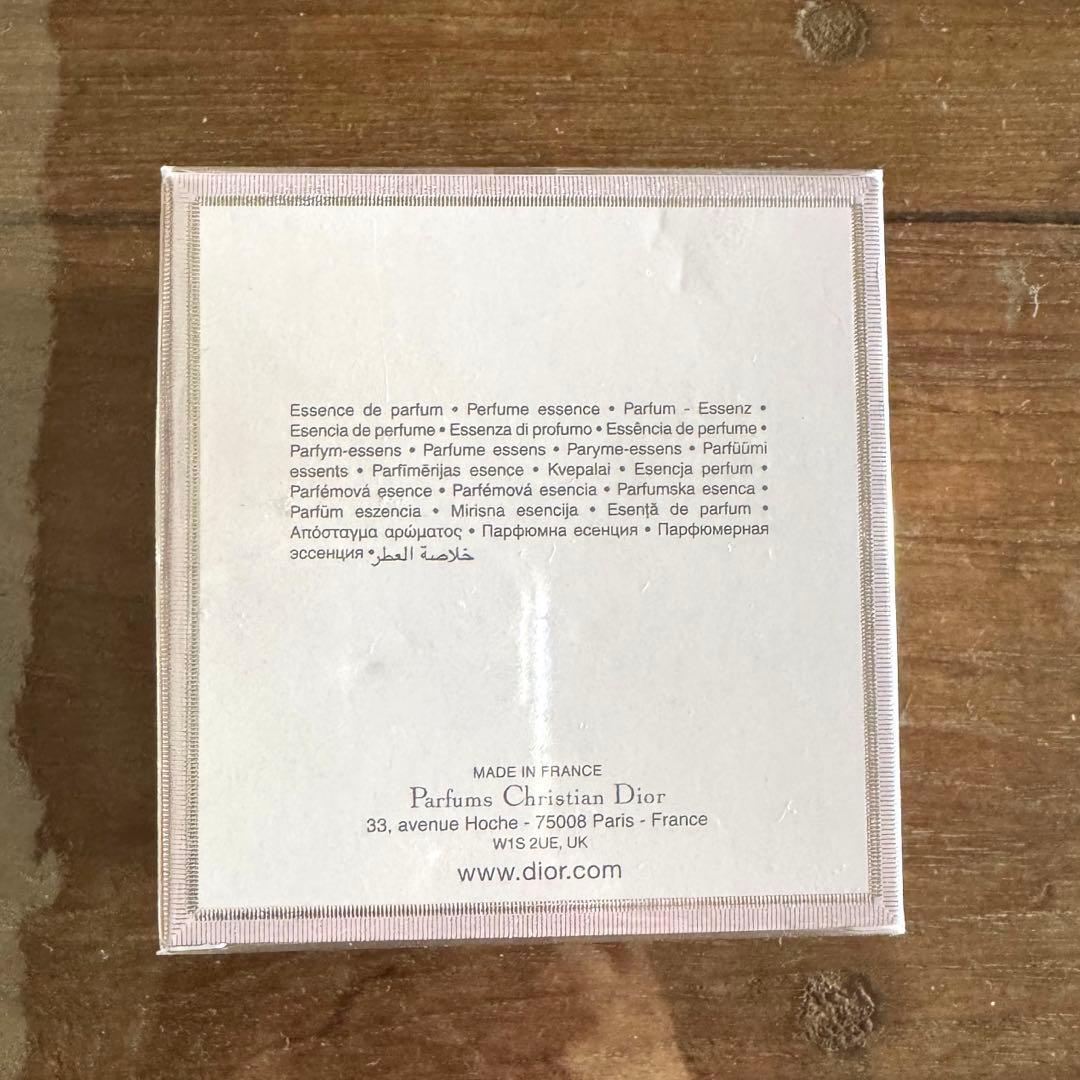 Essence de parfum • Perfume essence • Parfum - Essenz •
Esencia de perfume • Essenza di profumo • Essência de perfume •
Parfym-essens • Parfume essens • Paryme-essens • Parfüümi
essents • Parfīmērijas esence • Kvepalai • Esencja perfum •
Parfémová esence • Parfémová esencia • Parfumska esenca •
Parfüm eszencia • Mirisna esencija • Esență de parfum •
Απόσταγμα αρώματος • Парфюмна есенция • Парфюмерная
эссенция • خلاصة العطر
MADE IN FRANCE
Parfums Christian Dior
33, avenue Hoche - 75008 Paris - France
W1S 2UE, UK
www.dior.com